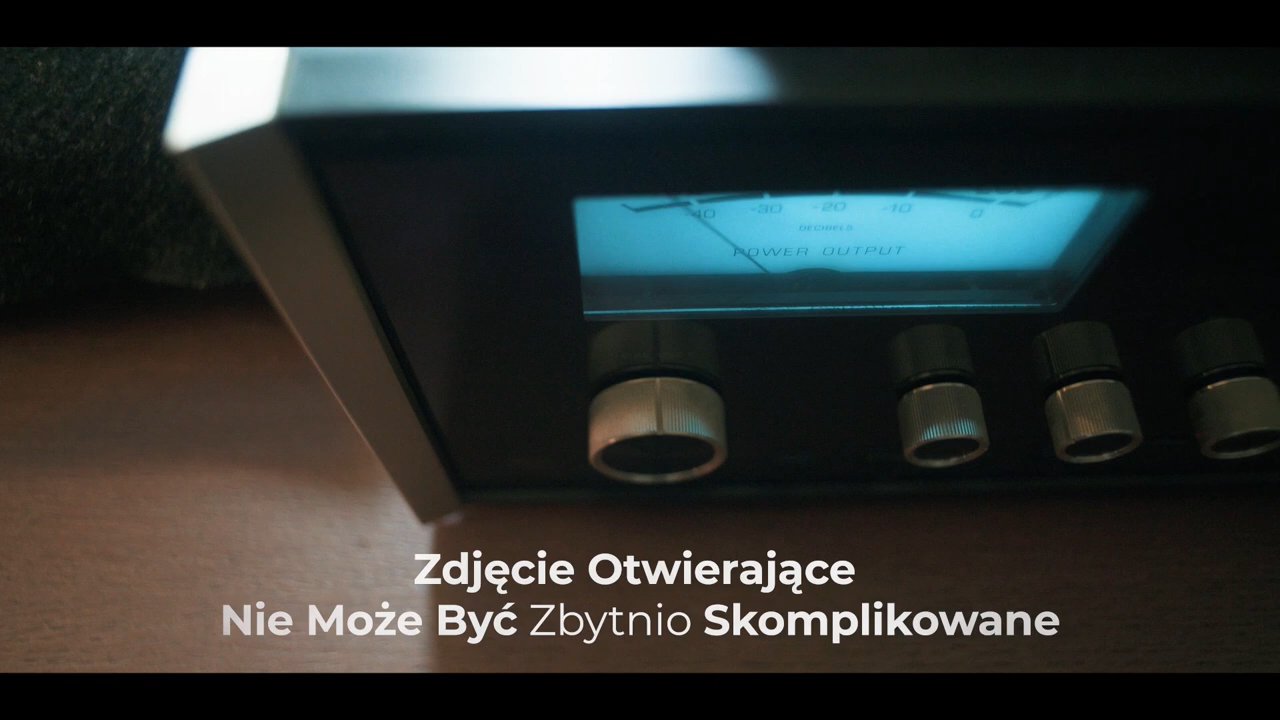 -40 -30 -20 -10 0
DECIBELS
POWER OUTPUT
Zdjęcie Otwierające
Nie Może Być Zbytnio Skomplikowane